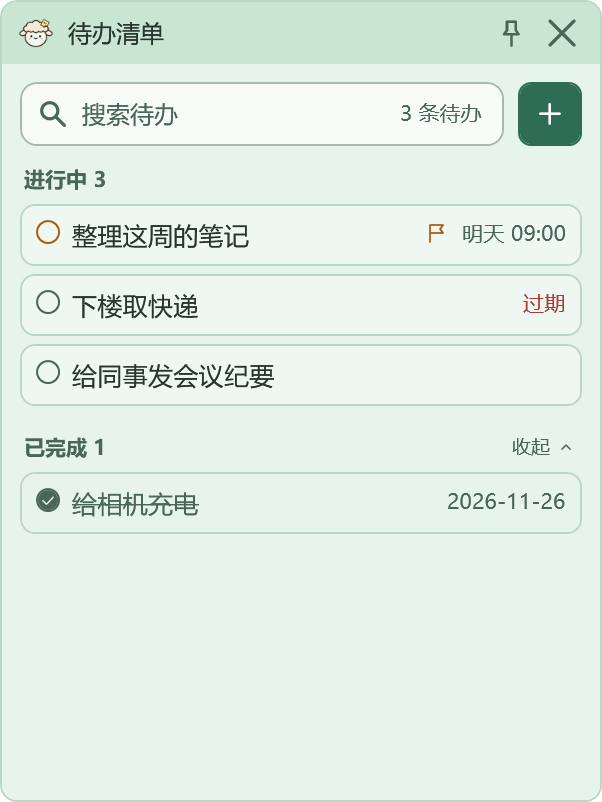 待办清单
搜索待办 3 条待办
进行中 3
整理这周的笔记 明天 09:00
下楼取快递 过期
给同事发会议纪要
已完成 1 收起
给相机充电 2026-11-26